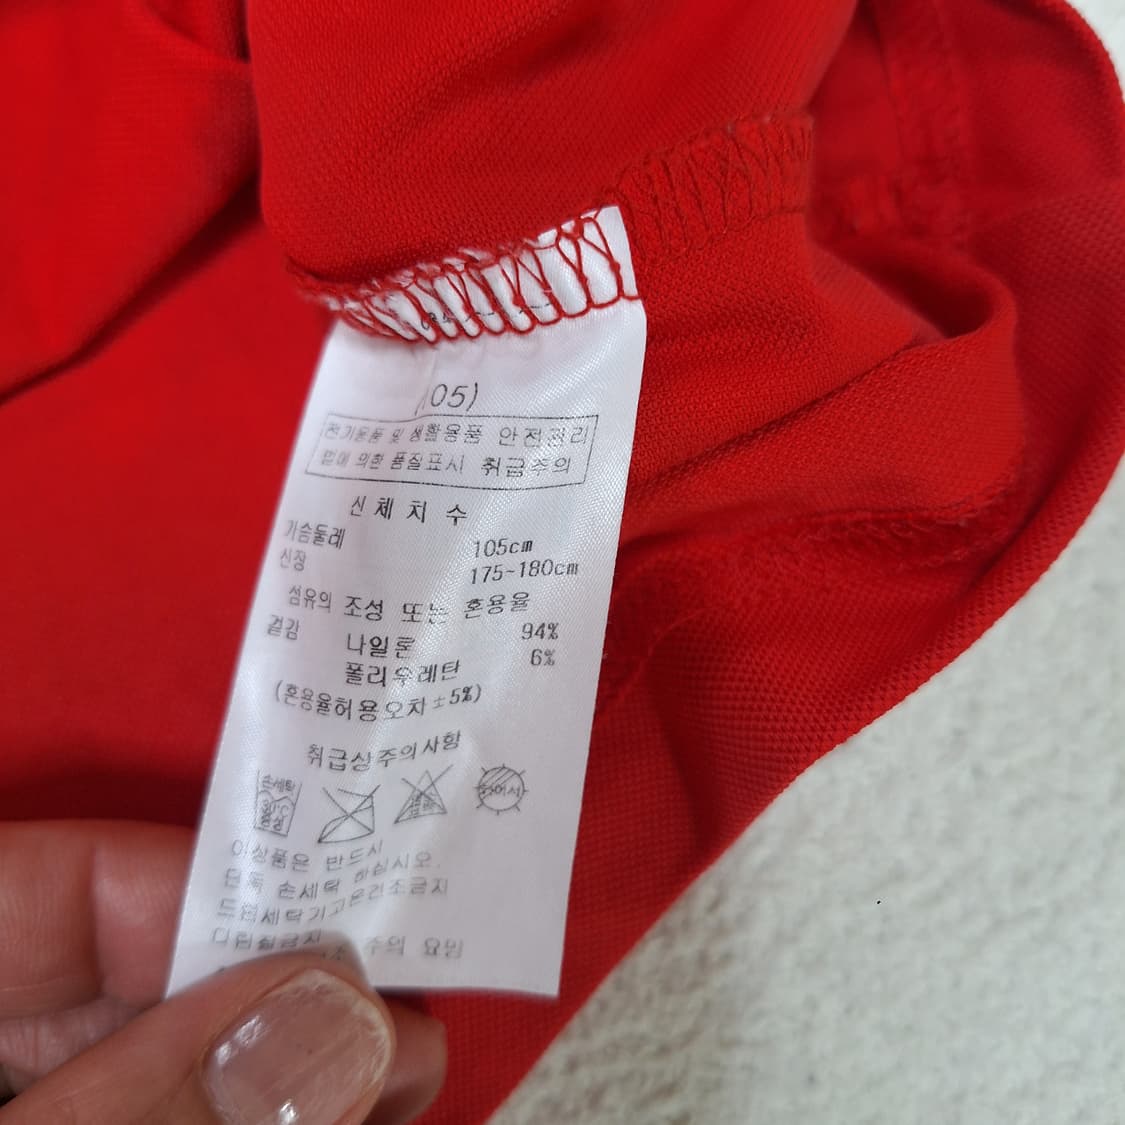 05)
전기용품 및 생활용품 안전관리
법에 의한 품질표시 취급주의
신체치수
가슴둘레 105cm
신장 175~180cm
섬유의 조성 또는 혼용율
겉감 나일론 94%
폴리우레탄 6%
(혼용율허용오차±5%)
취급상주의사항
손세탁
이상품은 반드시
단독 손세탁 하십시오.
드럼세탁기고온건조금지
다림질금지 주의 요망